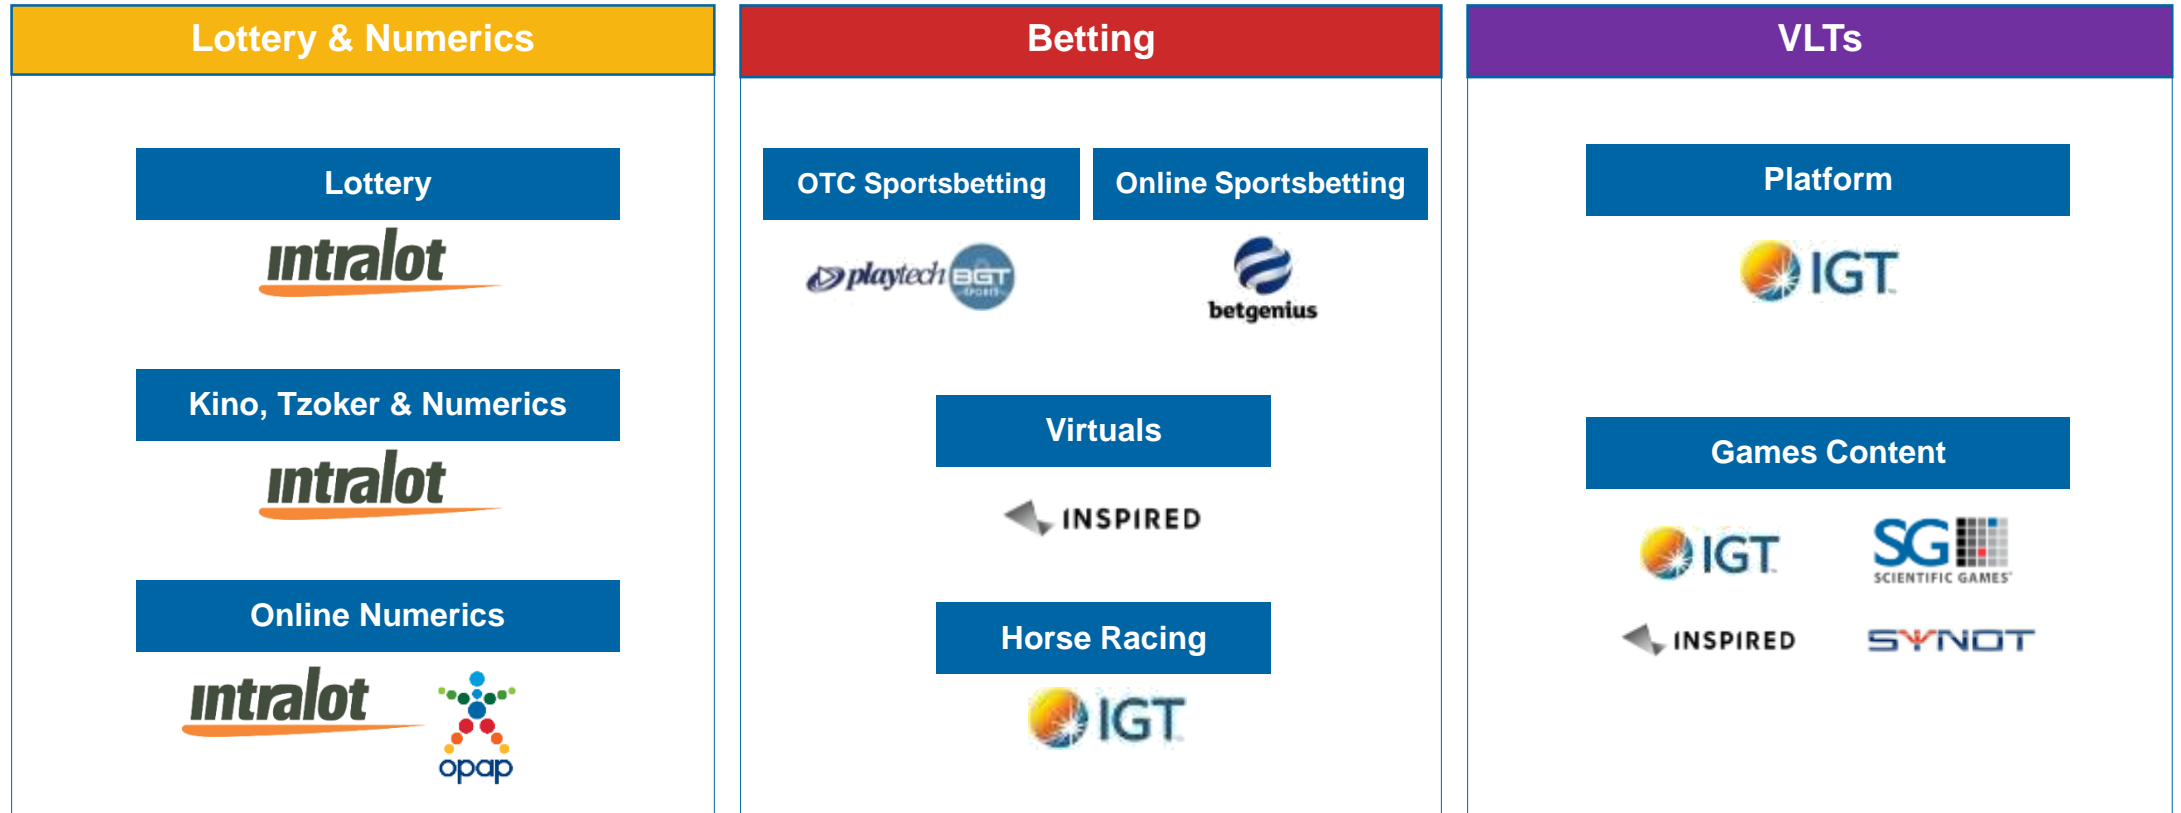 Lottery & Numerics
Lottery
intralot
Kino, Tzoker & Numerics
intralot
Online Numerics
intralot
opap
Betting
OTC Sportsbetting
Online Sportsbetting
playtech BGT
SPORTS
betgenius
Virtuals
INSPIRED
Horse Racing
IGT
VLTs
Platform
IGT
Games Content
IGT
SG
SCIENTIFIC GAMES
INSPIRED
SYNOT